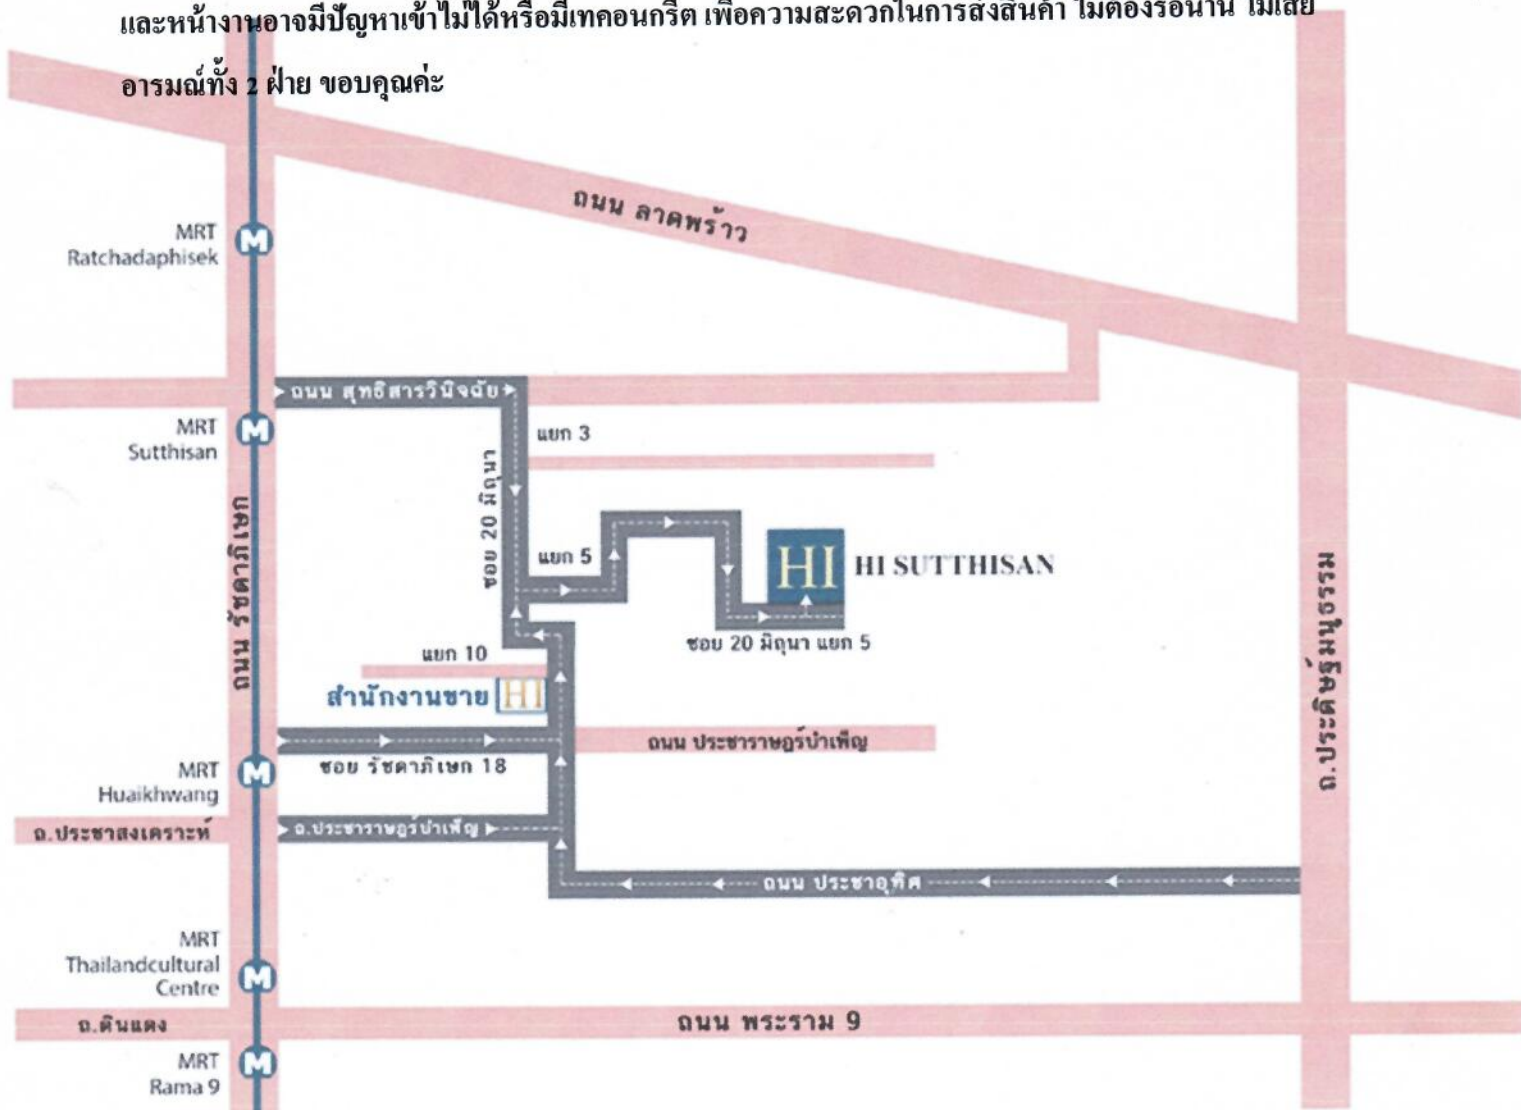 และหน้างานอาจมีปัญหาเข้าไม่ได้หรือมีเทคอนกรีต เพื่อความสะดวกในการส่งสินค้า ไม่ต้องรอนาน ไม่เสีย
อารมณ์ทั้ง 2 ฝ่าย ขอบคุณค่ะ
ถนน ลาดพร้าว
MRT
Ratchadaphisek
ถนน สุทธิสารวินิจฉัย
MRT
Sutthisan
แยก 3
ซอย 20 มิถุนา
ถนน รัชดาภิเษก
แยก 5
HI
HI SUTTHISAN
ถ.ประดิษฐ์มนูธรรม
ซอย 20 มิถุนา แยก 5
แยก 10
สำนักงานขาย
HI
ถนน ประชาราษฎร์บำเพ็ญ
ซอย รัชดาภิเษก 18
MRT
Huaikhwang
ถ.ประชาสงเคราะห์
ถ.ประชาราษฎร์บำเพ็ญ
ถนน ประชาอุทิศ
MRT
Thailandcultural
Centre
ถ.ดินแดง
ถนน พระราม 9
MRT
Rama 9
M
M
M
M
M